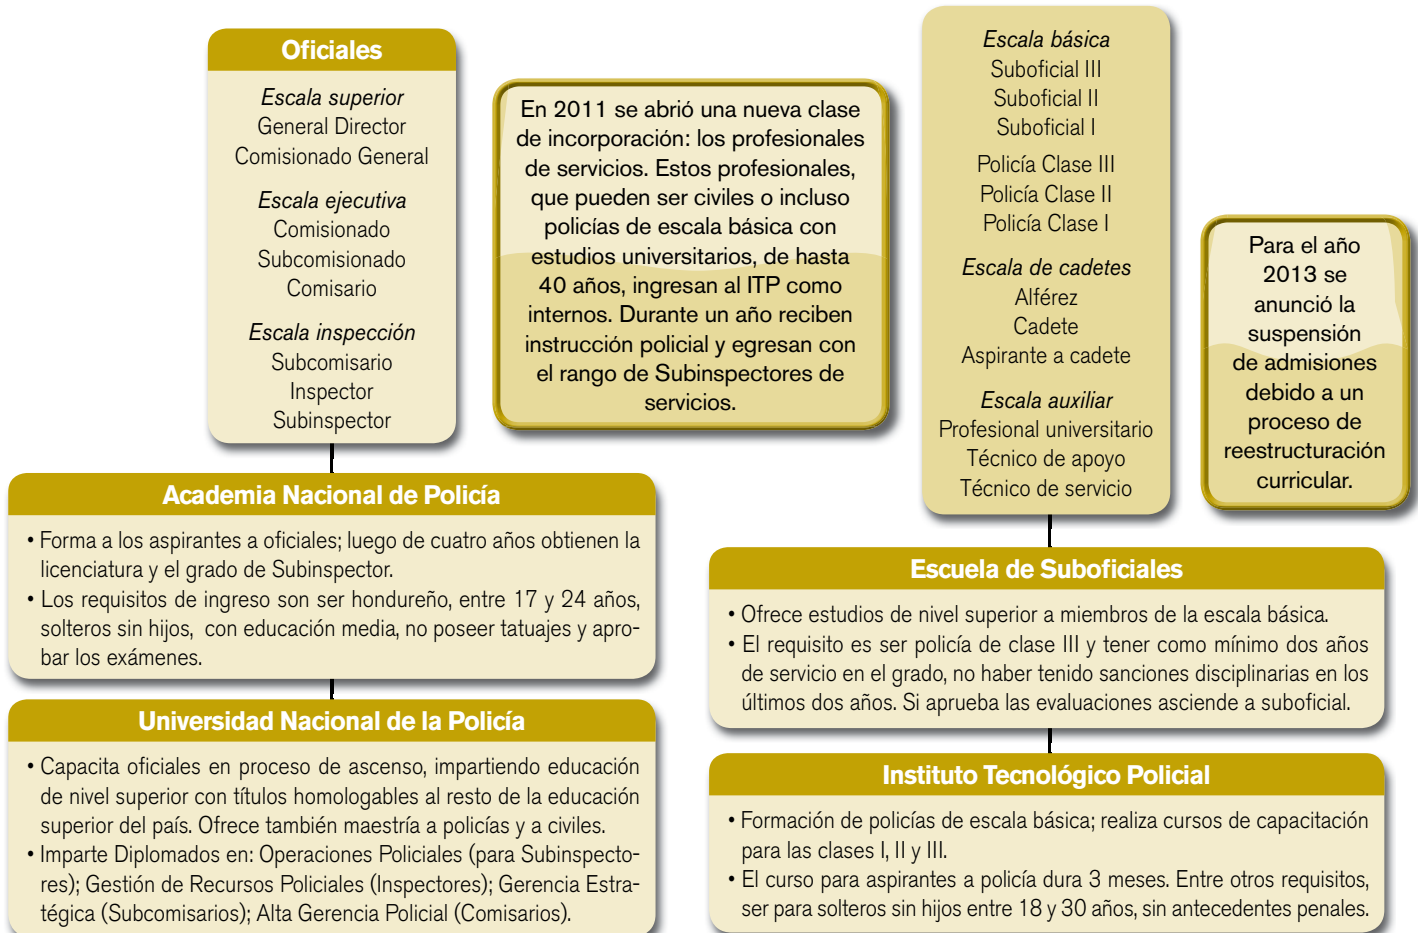 Oficiales
Escala superior
General Director
Comisionado General
Escala ejecutiva
Comisionado
Subcomisionado
Comisario
Escala inspección
Subcomisario
Inspector
Subinspector
En 2011 se abrió una nueva clase
de incorporación: los profesionales
de servicios. Estos profesionales,
que pueden ser civiles o incluso
policías de escala básica con
estudios universitarios, de hasta
40 años, ingresan al ITP como
internos. Durante un año reciben
instrucción policial y egresan con
el rango de Subinspectores de
servicios.
Escala básica
Suboficial III
Suboficial II
Suboficial I
Policía Clase III
Policía Clase II
Policía Clase I
Escala de cadetes
Alférez
Cadete
Aspirante a cadete
Escala auxiliar
Profesional universitario
Técnico de apoyo
Técnico de servicio
Para el año
2013 se
anunció la
suspensión
de admisiones
debido a un
proceso de
reestructuración
curricular.
Academia Nacional de Policía
• Forma a los aspirantes a oficiales; luego de cuatro años obtienen la
licenciatura y el grado de Subinspector.
• Los requisitos de ingreso son ser hondureño, entre 17 y 24 años,
solteros sin hijos, con educación media, no poseer tatuajes y apro-
bar los exámenes.
Universidad Nacional de la Policía
• Capacita oficiales en proceso de ascenso, impartiendo educación
de nivel superior con títulos homologables al resto de la educación
superior del país. Ofrece también maestría a policías y a civiles.
• Imparte Diplomados en: Operaciones Policiales (para Subinspecto-
res); Gestión de Recursos Policiales (Inspectores); Gerencia Estra-
tégica (Subcomisarios); Alta Gerencia Policial (Comisarios).
Escuela de Suboficiales
• Ofrece estudios de nivel superior a miembros de la escala básica.
• El requisito es ser policía de clase III y tener como mínimo dos años
de servicio en el grado, no haber tenido sanciones disciplinarias en los
últimos dos años. Si aprueba las evaluaciones asciende a suboficial.
Instituto Tecnológico Policial
• Formación de policías de escala básica; realiza cursos de capacitación
para las clases I, II y III.
• El curso para aspirantes a policía dura 3 meses. Entre otros requisitos,
ser para solteros sin hijos entre 18 y 30 años, sin antecedentes penales.